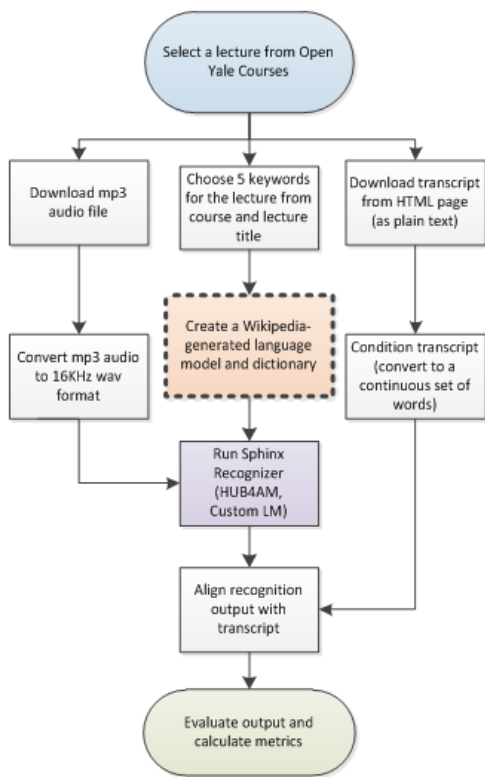 Select a lecture from Open
Yale Courses
Download mp3
audio file
Choose 5 keywords
for the lecture from
course and lecture
title
Download transcript
from HTML page
(as plain text)
Convert mp3 audio
to 16KHz wav
format
Create a Wikipedia-
generated language
model and dictionary
Condition transcript
(convert to a
continuous set of
words)
Run Sphinx
Recognizer
(HUB4AM,
Custom LM)
Align recognition
output with
transcript
Evaluate output and
calculate metrics